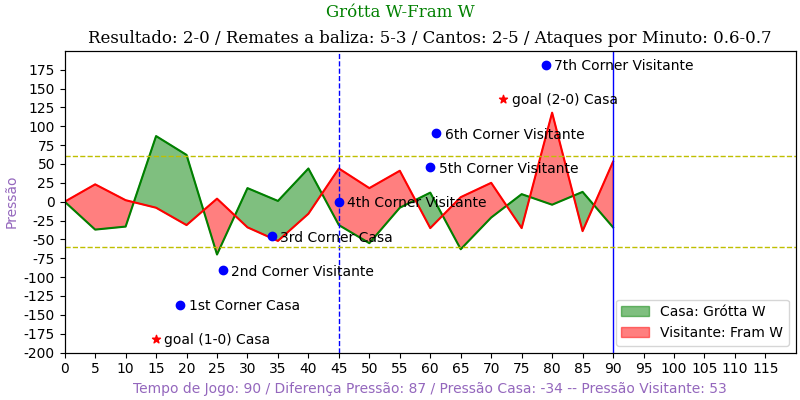 Grótta W-Fram W
Resultado: 2-0 / Remates a baliza: 5-3 / Cantos: 2-5 / Ataques por Minuto: 0.6-0.7
7th Corner Visitante
goal (2-0) Casa
6th Corner Visitante
5th Corner Visitante
4th Corner Visitante
3rd Corner Casa
2nd Corner Visitante
1st Corner Casa
goal (1-0) Casa
Pressão
175
150
125
100
75
50
25
0
-25
-50
-75
-100
-125
-150
-175
-200
Casa: Grótta W
Visitante: Fram W
0 5 10 15 20 25 30 35 40 45 50 55 60 65 70 75 80 85 90 95 100 105 110 115
Tempo de Jogo: 90 / Diferença Pressão: 87 / Pressão Casa: -34 -- Pressão Visitante: 53